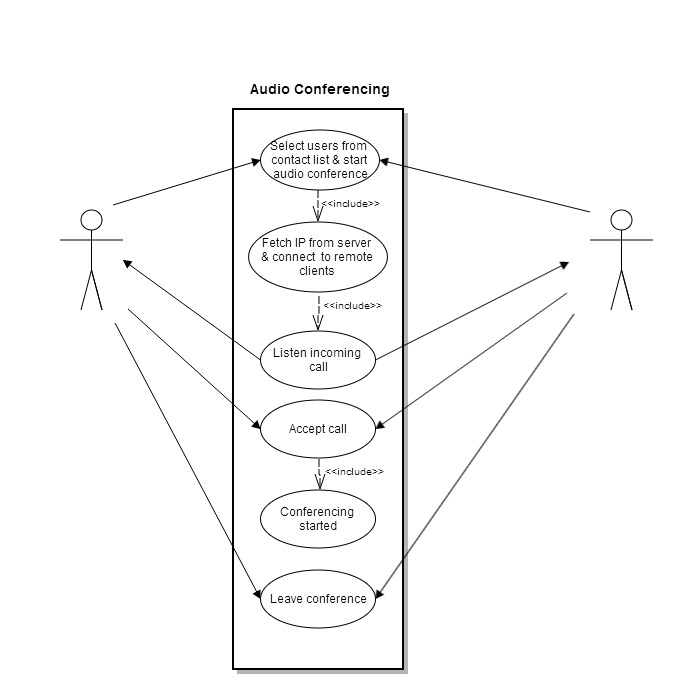 Audio Conferencing
Select users from
contact list & start
audio conference
<<include>>
Fetch IP from server
& connect to remote
clients
<<include>>
Listen incoming
call
Accept call
<<include>>
Conferencing
started
Leave conference